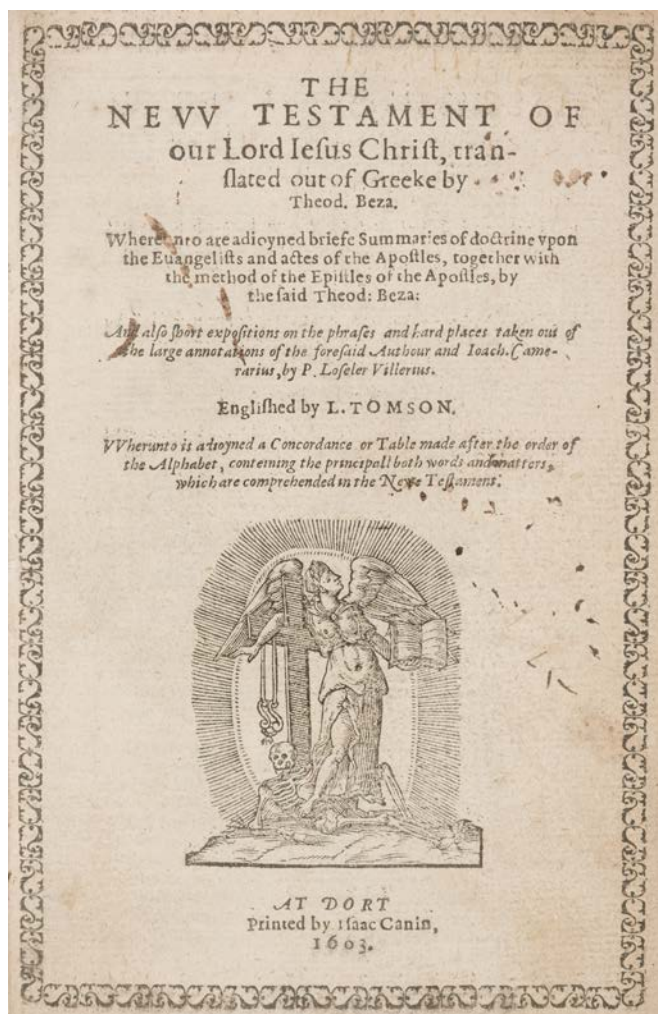 THE
NEVV TESTAMENT OF
our Lord Iesus Christ, tran-
slated out of Greeke by
Theod. Beza.
Whereunto are adioyned briefe Summaries of doctrine vpon
the Euangelists and actes of the Apostles, together with
the method of the Epistles of the Apostles, by
the said Theod: Beza:
And also short expositions on the phrases and hard places taken out of
the large annotations of the foresaid Authour and Ioach. Came-
rarius, by P. Loseler Villerius.
Englished by L. TOMSON.
VVherunto is adioyned a Concordance or Table made after the order of
the Alphabet, conteining the principall both words and matters,
which are comprehended in the Newe Testament.
AT DORT
Printed by Isaac Canin,
1603.